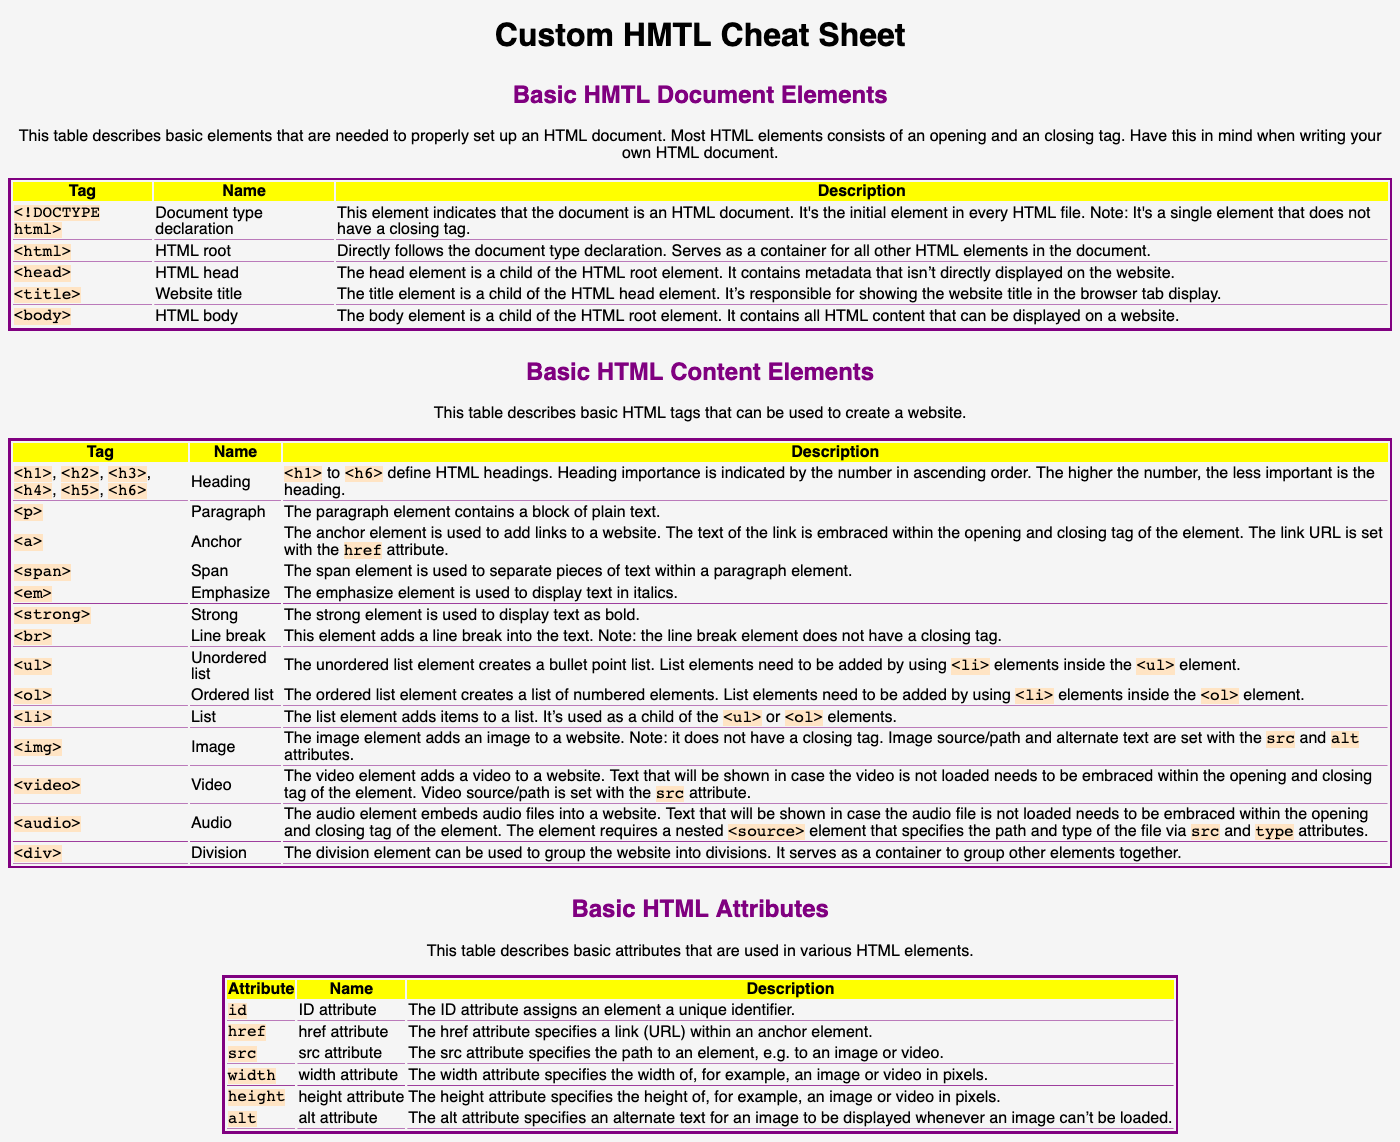 Custom HMTL Cheat Sheet
Basic HMTL Document Elements
This table describes basic elements that are needed to properly set up an HTML document. Most HTML elements consists of an opening and an closing tag. Have this in mind when writing your
own HTML document.
Tag Name Description
<!DOCTYPE html> Document type declaration This element indicates that the document is an HTML document. It's the initial element in every HTML file. Note: It's a single element that does not
have a closing tag.
<html> HTML root Directly follows the document type declaration. Serves as a container for all other HTML elements in the document.
<head> HTML head The head element is a child of the HTML root element. It contains metadata that isn't directly displayed on the website.
<title> Website title The title element is a child of the HTML head element. It’s responsible for showing the website title in the browser tab display.
<body> HTML body The body element is a child of the HTML root element. It contains all HTML content that can be displayed on a website.
Basic HTML Content Elements
This table describes basic HTML tags that can be used to create a website.
Tag Name Description
<h1>, <h2>, <h3>,
<h4>, <h5>, <h6> Heading <h1> to <h6> define HTML headings. Heading importance is indicated by the number in ascending order. The higher the number, the less important is the
heading.
<p> Paragraph The paragraph element contains a block of plain text.
<a> Anchor The anchor element is used to add links to a website. The text of the link is embraced within the opening and closing tag of the element. The link URL is set
with the href attribute.
<span> Span The span element is used to separate pieces of text within a paragraph element.
<em> Emphasize The emphasize element is used to display text in italics.
<strong> Strong The strong element is used to display text as bold.
<br> Line break This element adds a line break into the text. Note: the line break element does not have a closing tag.
<ul> Unordered list The unordered list element creates a bullet point list. List elements need to be added by using <li> elements inside the <ul> element.
<ol> Ordered list The ordered list element creates a list of numbered elements. List elements need to be added by using <li> elements inside the <ol> element.
<li> List The list element adds items to a list. It’s used as a child of the <ul> or <ol> elements.
<img> Image The image element adds an image to a website. Note: it does not have a closing tag. Image source/path and alternate text are set with the src and alt
attributes.
<video> Video The video element adds a video to a website. Text that will be shown in case the video is not loaded needs to be embraced within the opening and closing
tag of the element. Video source/path is set with the src attribute.
<audio> Audio The audio element embeds audio files into a website. Text that will be shown in case the audio file is not loaded needs to be embraced within the opening
and closing tag of the element. The element requires a nested <source> element that specifies the path and type of the file via src and type attributes.
<div> Division The division element can be used to group the website into divisions. It serves as a container to group other elements together.
Basic HTML Attributes
This table describes basic attributes that are used in various HTML elements.
Attribute Name Description
id ID attribute The ID attribute assigns an element a unique identifier.
href href attribute The href attribute specifies a link (URL) within an anchor element.
src src attribute The src attribute specifies the path to an element, e.g. to an image or video.
width width attribute The width attribute specifies the width of, for example, an image or video in pixels.
height height attribute The height attribute specifies the height of, for example, an image or video in pixels.
alt alt attribute The alt attribute specifies an alternate text for an image to be displayed whenever an image can’t be loaded.